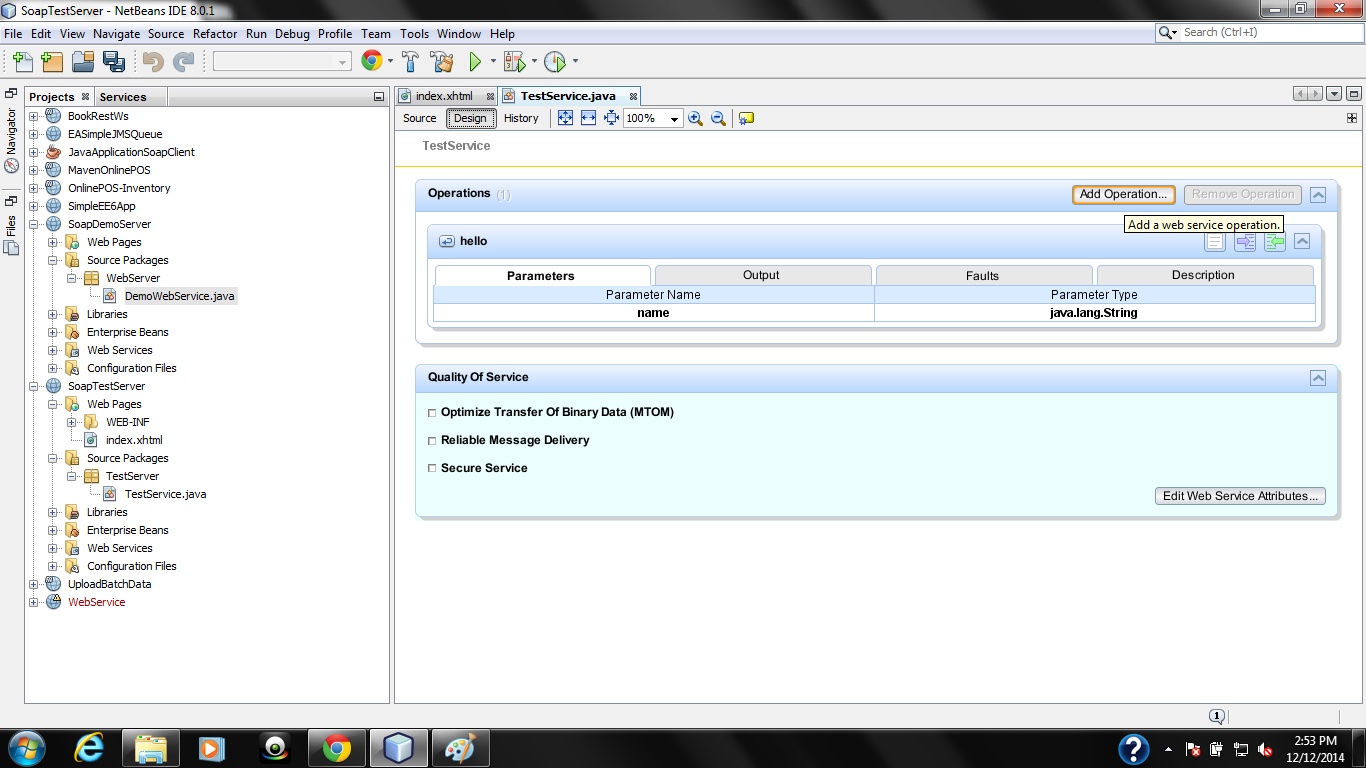 SoapTestServer - NetBeans IDE 8.0.1
File Edit View Navigate Source Refactor Run Debug Profile Team Tools Window Help
Search (Ctrl+I)
Navigator
Files
Projects Services
BookRestWs
EASimpleJMSQueue
JavaApplicationSoapClient
MavenOnlinePOS
OnlinePOS-Inventory
SimpleEE6App
SoapDemoServer
Web Pages
Source Packages
WebServer
DemoWebService.java
Libraries
Enterprise Beans
Web Services
Configuration Files
SoapTestServer
Web Pages
WEB-INF
index.xhtml
Source Packages
TestServer
TestService.java
Libraries
Enterprise Beans
Web Services
Configuration Files
UploadBatchData
WebService
index.xhtml TestService.java
Source Design History 100%
TestService
Operations (1) Add Operation... Remove Operation
Add a web service operation.
hello
Parameters Output Faults Description
Parameter Name Parameter Type
name java.lang.String
Quality Of Service
Optimize Transfer Of Binary Data (MTOM)
Reliable Message Delivery
Secure Service
Edit Web Service Attributes...
1
2:53 PM
12/12/2014